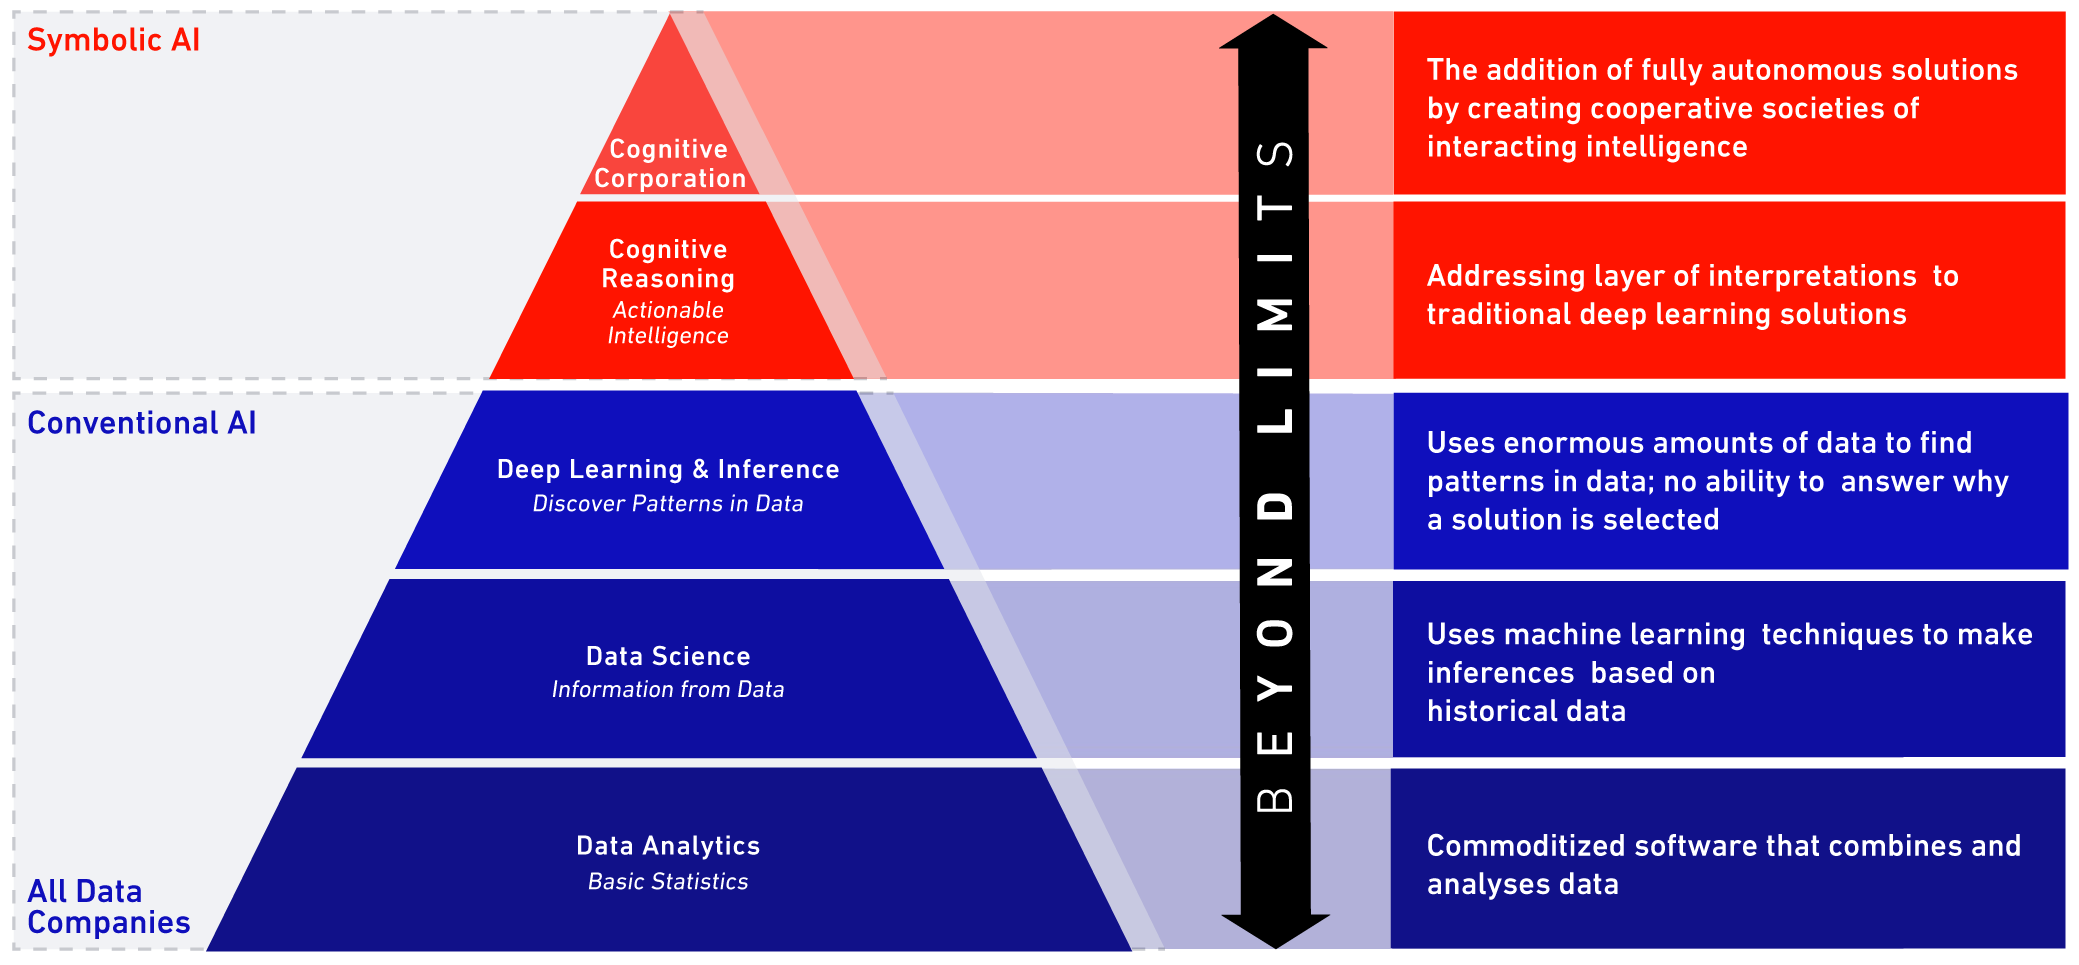 Symbolic AI
Cognitive
Corporation
The addition of fully autonomous solutions
by creating cooperative societies of
interacting intelligence
Cognitive
Reasoning
Actionable
Intelligence
Addressing layer of interpretations to
traditional deep learning solutions
Conventional AI
Deep Learning & Inference
Discover Patterns in Data
Uses enormous amounts of data to find
patterns in data; no ability to answer why
a solution is selected
Data Science
Information from Data
Uses machine learning techniques to make
inferences based on
historical data
Data Analytics
Basic Statistics
Commoditized software that combines and
analyses data
All Data
Companies
BEYOND LIMITS